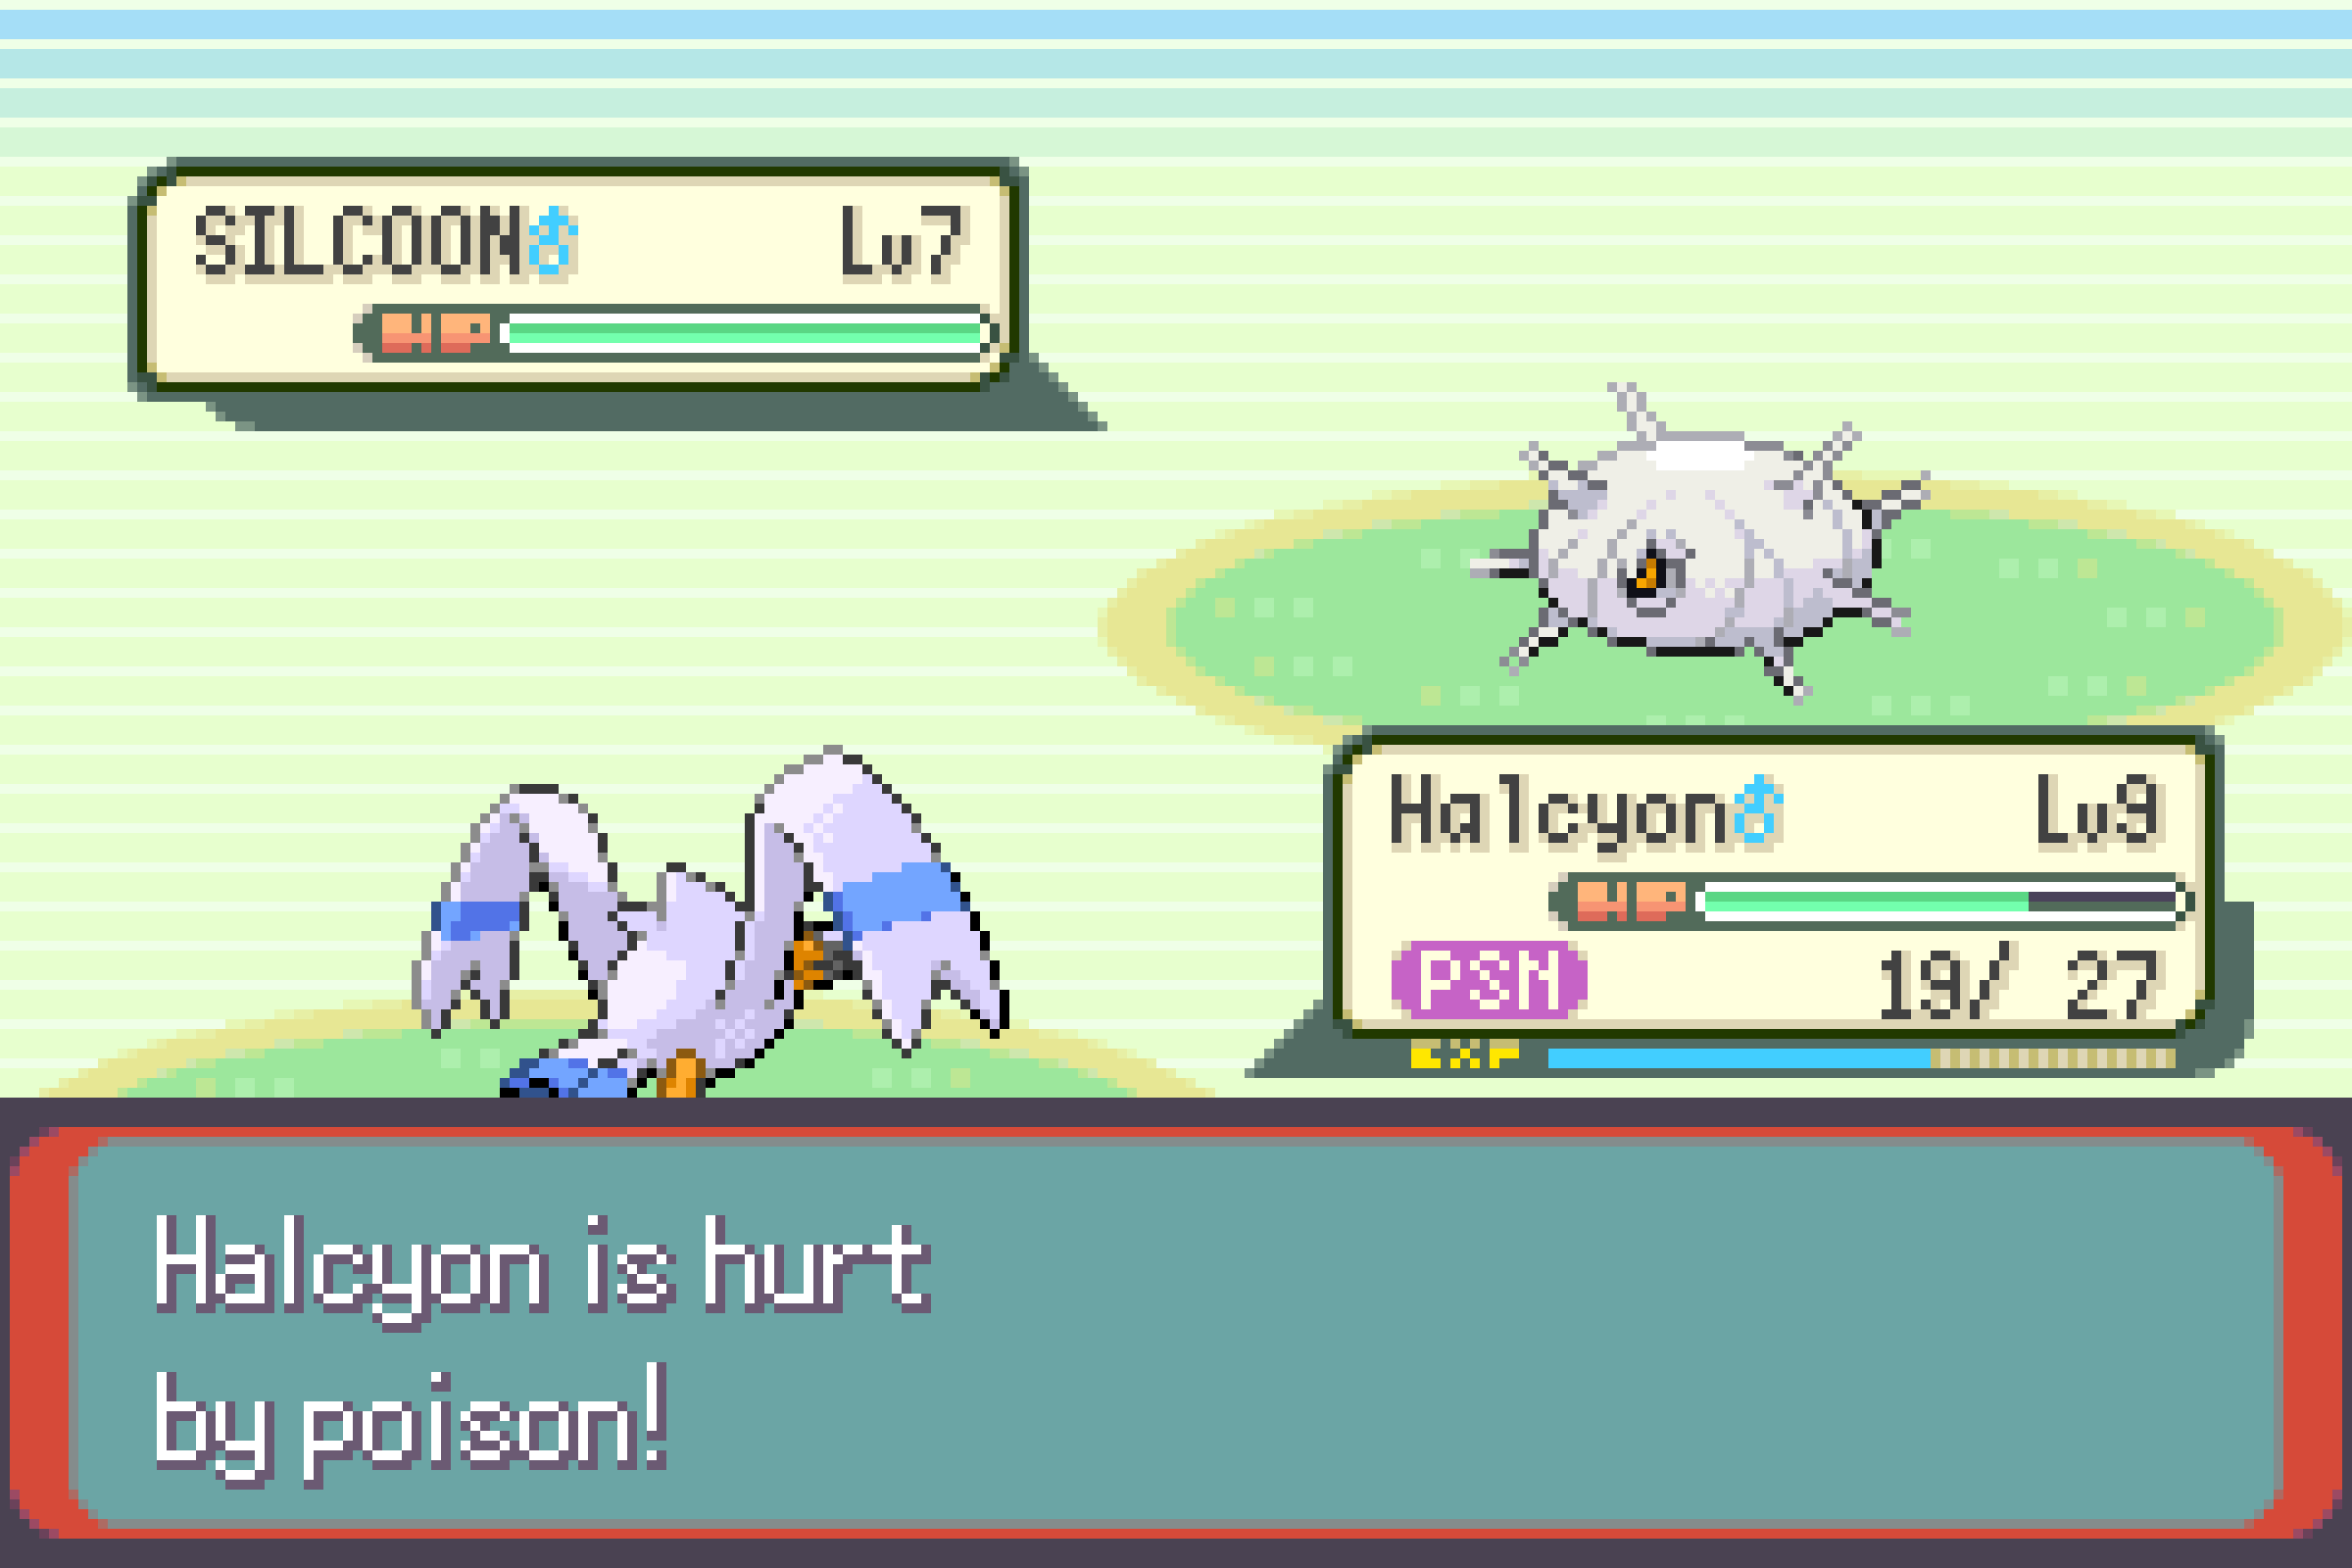 SILCOON♂ Lv7
HP
Halcyon♂ Lv9
HP
PSN 19/ 27
EXP
Halcyon is hurt
by poison!